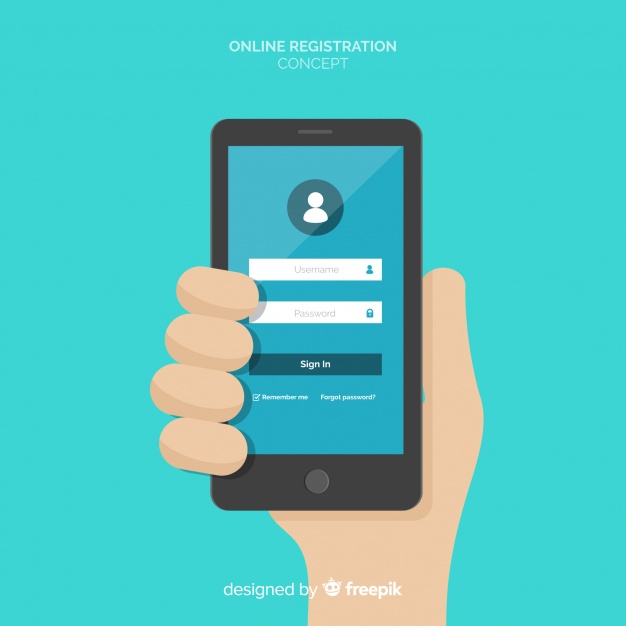 ONLINE REGISTRATION
CONCEPT
Username
Password
Sign In
Remember me Forgot password?
designed by freepik